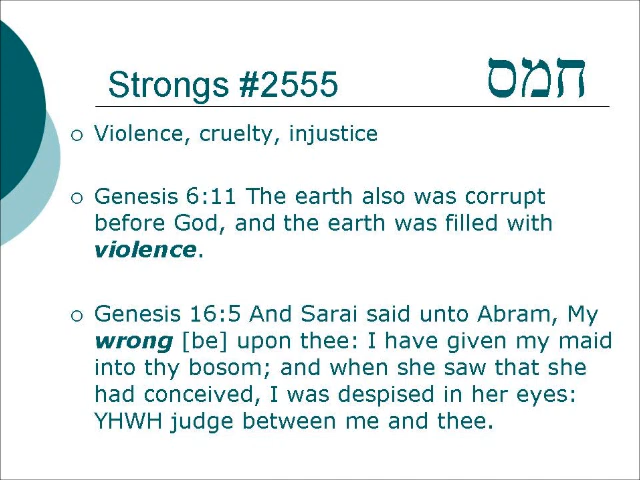 Strongs #2555 חמס
Violence, cruelty, injustice
Genesis 6:11 The earth also was corrupt
before God, and the earth was filled with
violence.
Genesis 16:5 And Sarai said unto Abram, My
wrong [be] upon thee: I have given my maid
into thy bosom; and when she saw that she
had conceived, I was despised in her eyes:
YHWH judge between me and thee.